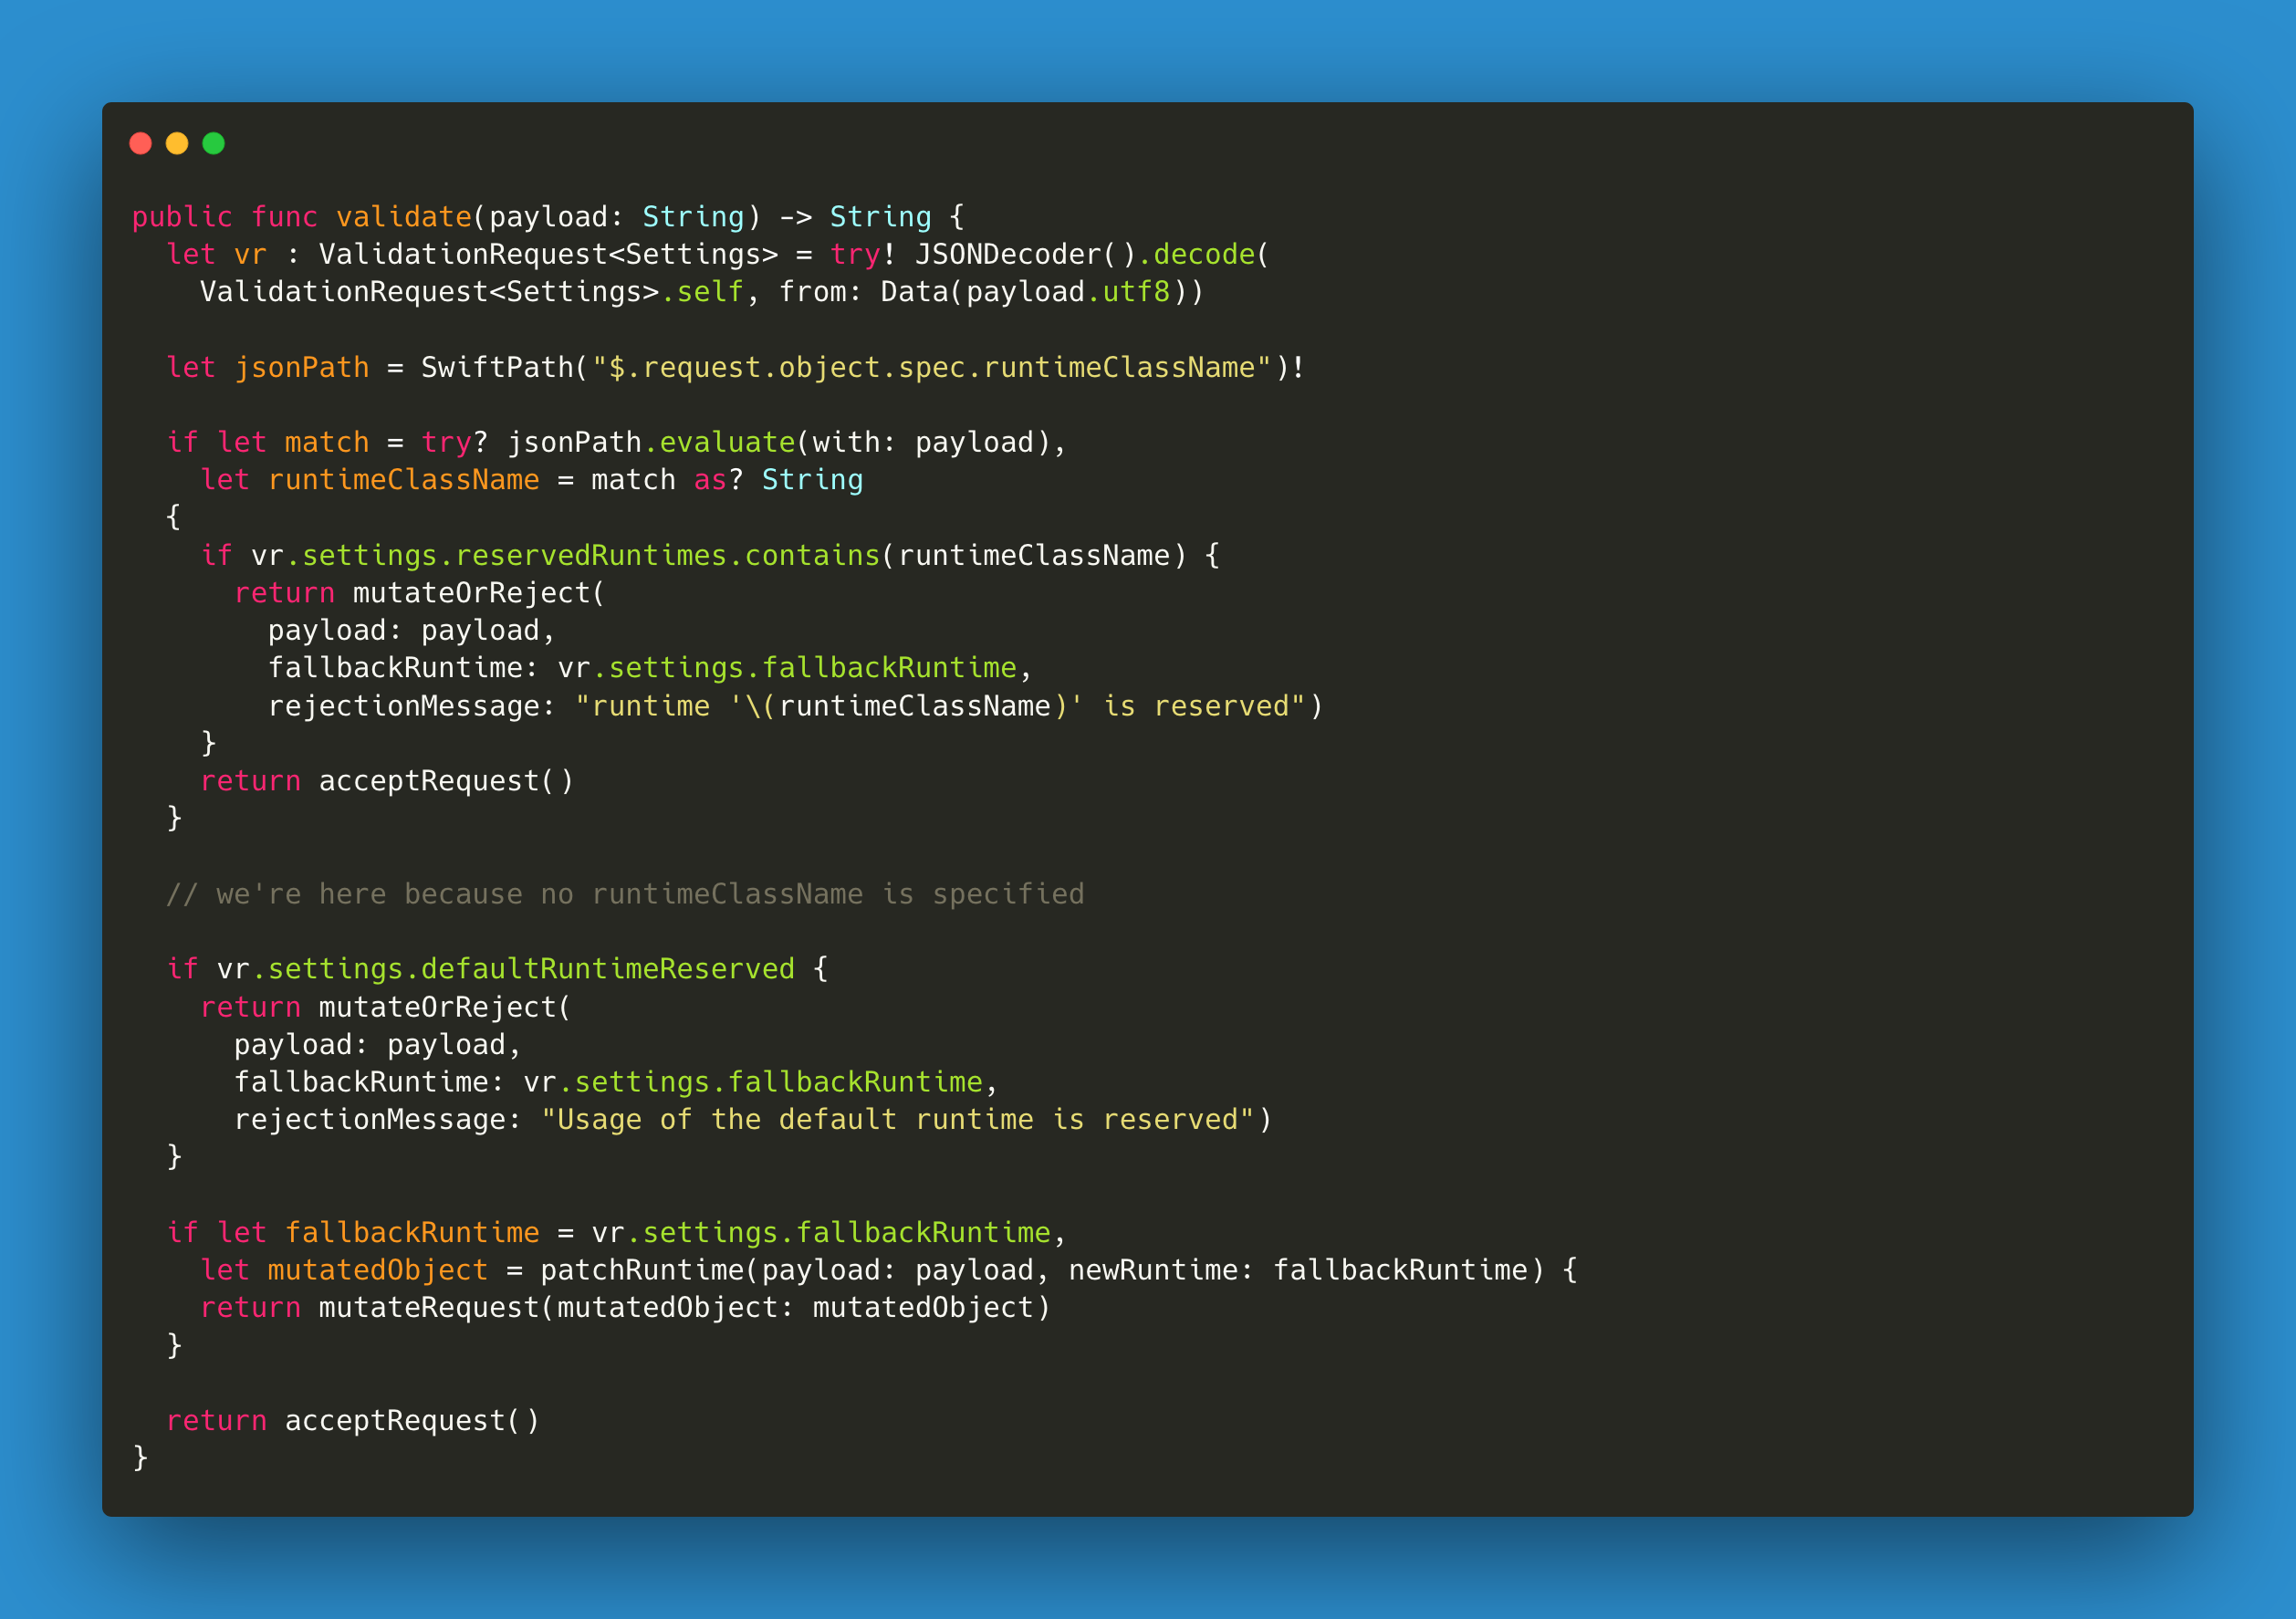 public func validate(payload: String) -> String {
  let vr : ValidationRequest<Settings> = try! JSONDecoder().decode(
    ValidationRequest<Settings>.self, from: Data(payload.utf8))

  let jsonPath = SwiftPath("$.request.object.spec.runtimeClassName")!

  if let match = try? jsonPath.evaluate(with: payload),
    let runtimeClassName = match as? String
  {
    if vr.settings.reservedRuntimes.contains(runtimeClassName) {
      return mutateOrReject(
        payload: payload,
        fallbackRuntime: vr.settings.fallbackRuntime,
        rejectionMessage: "runtime '\(runtimeClassName)' is reserved")
    }
    return acceptRequest()
  }

  // we're here because no runtimeClassName is specified

  if vr.settings.defaultRuntimeReserved {
    return mutateOrReject(
      payload: payload,
      fallbackRuntime: vr.settings.fallbackRuntime,
      rejectionMessage: "Usage of the default runtime is reserved")
  }

  if let fallbackRuntime = vr.settings.fallbackRuntime,
    let mutatedObject = patchRuntime(payload: payload, newRuntime: fallbackRuntime) {
    return mutateRequest(mutatedObject: mutatedObject)
  }

  return acceptRequest()
}